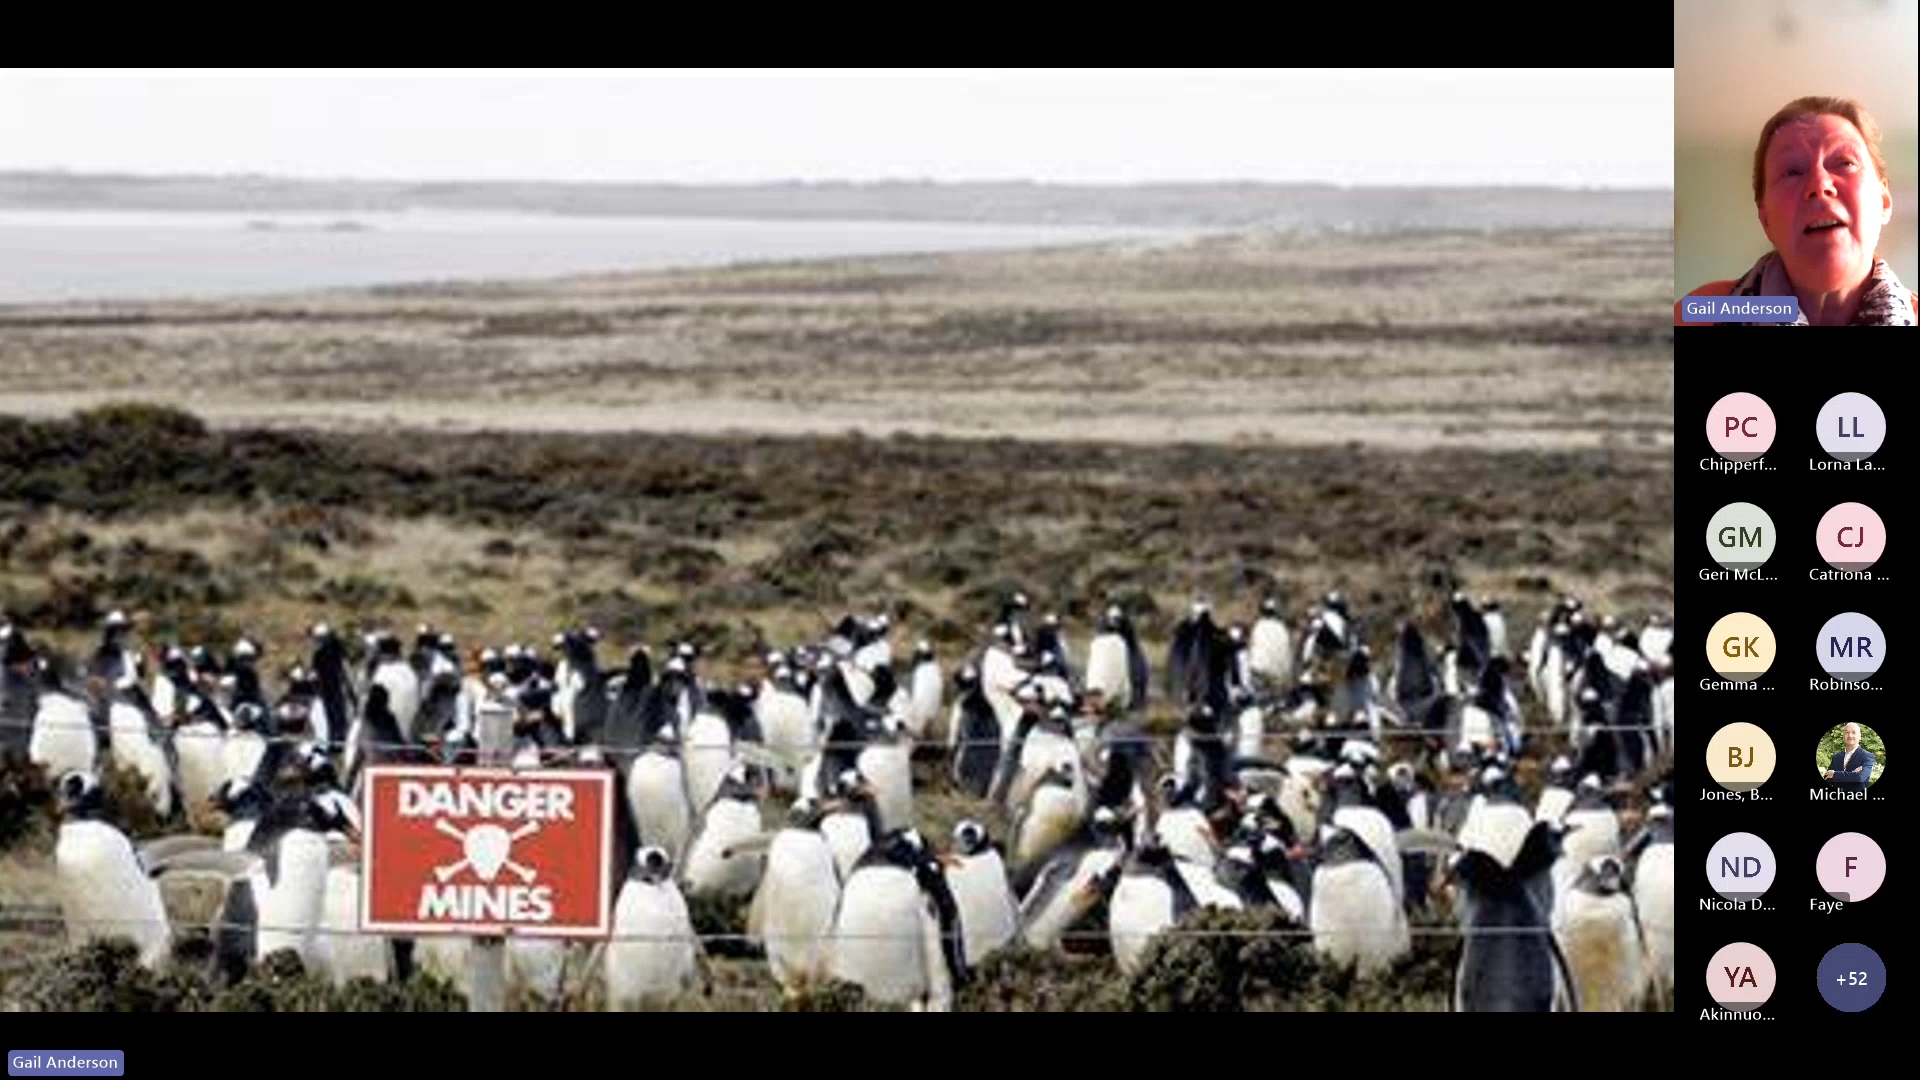 DANGER
MINES
Gail Anderson
Gail Anderson
PC
LL
Chipperf...
Lorna La...
GM
CJ
Geri McL...
Catriona ...
GK
MR
Gemma ...
Robinso...
BJ
Jones, B...
Michael ...
ND
F
Nicola D...
Faye
YA
+52
Akinnuo...